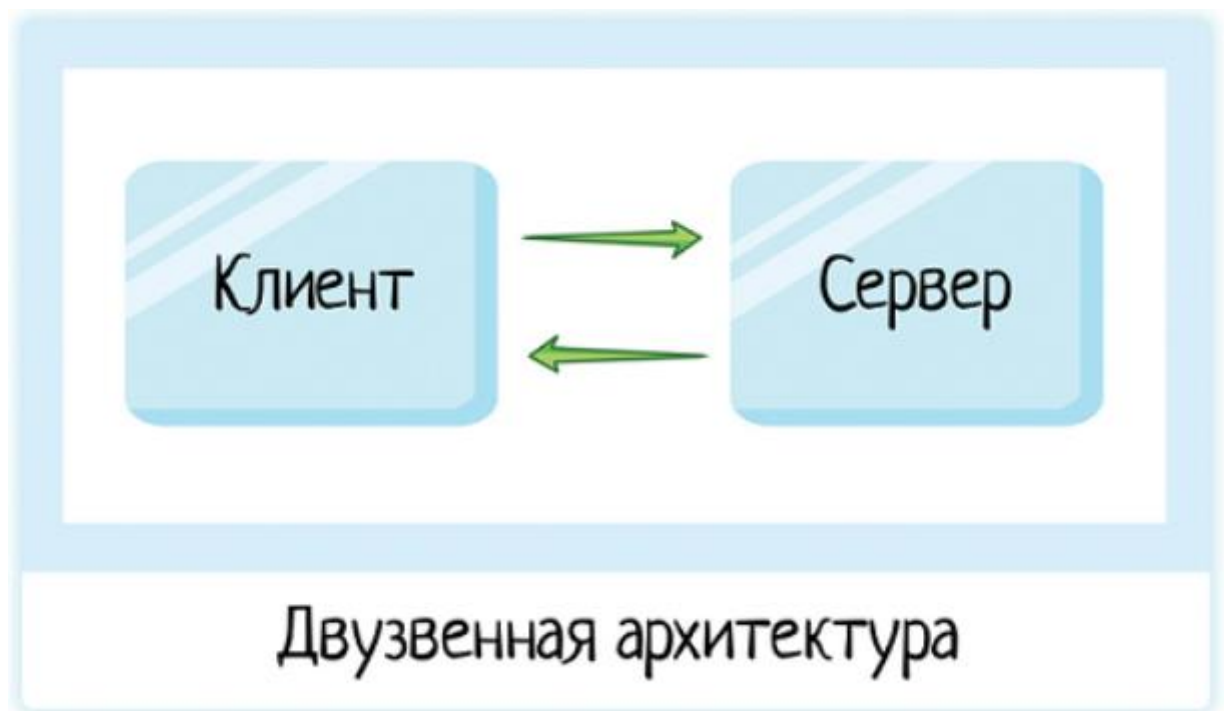 Клиент
Сервер
Двузвенная архитектура